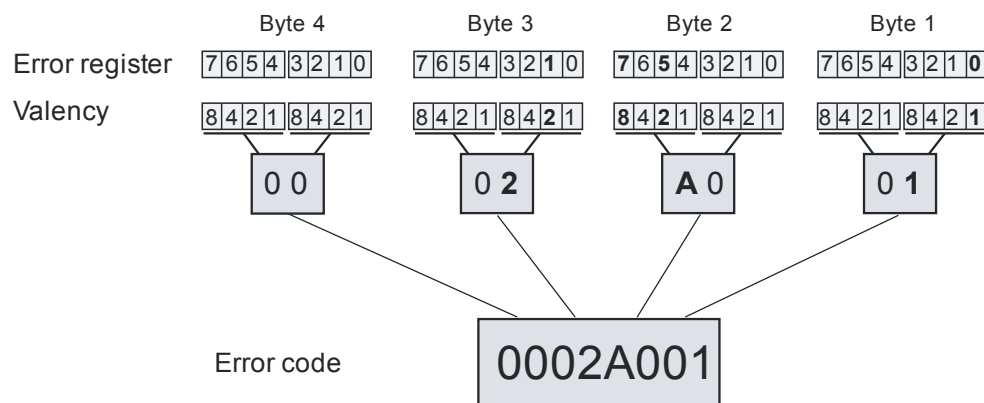 Byte 4 Byte 3 Byte 2 Byte 1
Error register 7 6 5 4 3 2 1 0 7 6 5 4 3 2 1 0 7 6 5 4 3 2 1 0 7 6 5 4 3 2 1 0
Valency 8 4 2 1 8 4 2 1 8 4 2 1 8 4 2 1 8 4 2 1 8 4 2 1 8 4 2 1 8 4 2 1
0 0 0 2 A 0 0 1
Error code 0002A001